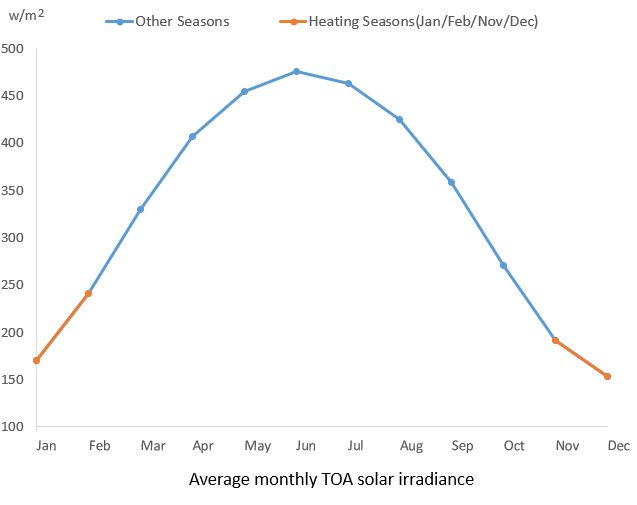 w/m²
Other Seasons
Heating Seasons(Jan/Feb/Nov/Dec)
500
450
400
350
300
250
200
150
100
Jan Feb Mar Apr May Jun Jul Aug Sep Oct Nov Dec
Average monthly TOA solar irradiance